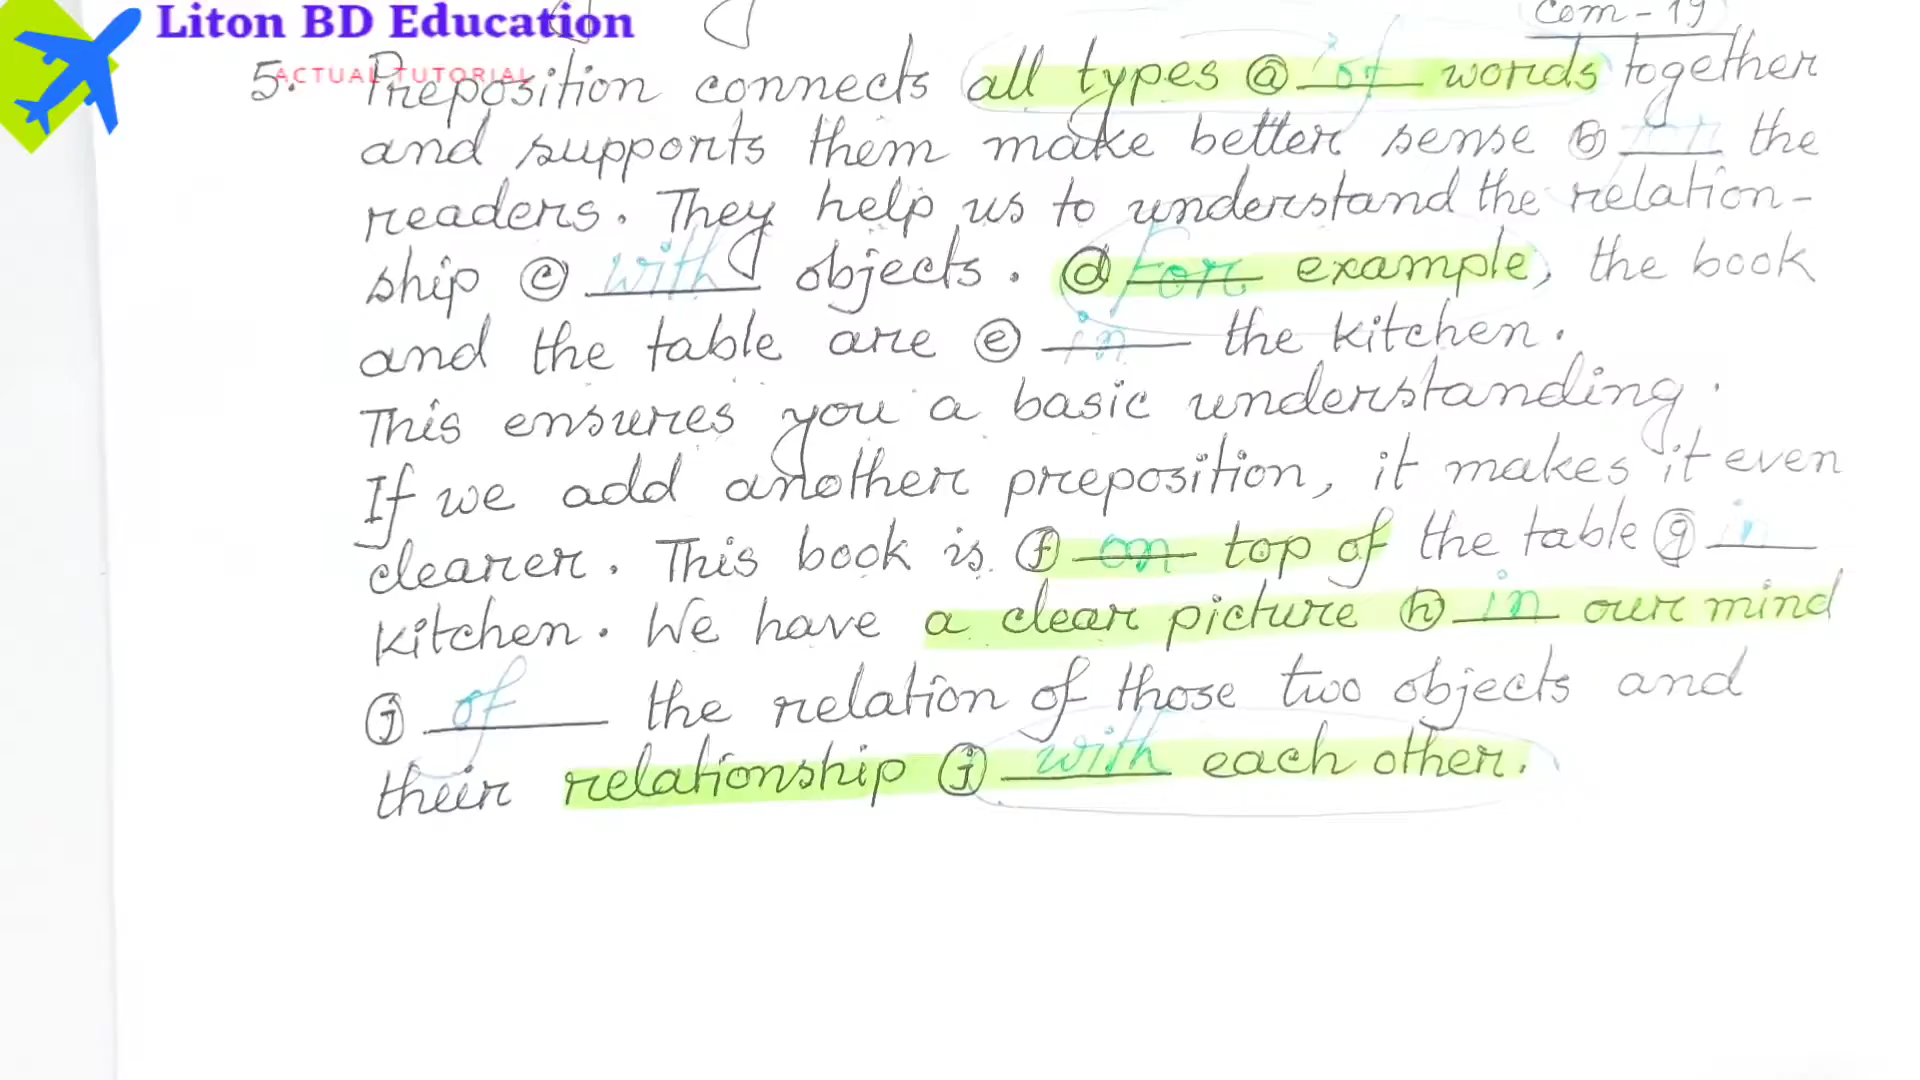 Liton BD Education
ACTUAL TUTORIAL
Com-19
5. Preposition connects all types ⓐ of words together
and supports them make better sense ⓑ the
readers. They help us to understand the relation-
ship ⓒ with objects. ⓓ For example, the book
and the table are ⓔ in the kitchen.
This ensures you a basic understanding.
If we add another preposition, it makes it even
clearer. This book is ⓕ on top of the table ⓖ in
kitchen. We have a clear picture ⓗ in our mind
ⓙ of the relation of those two objects and
their relationship ⓙ with each other.